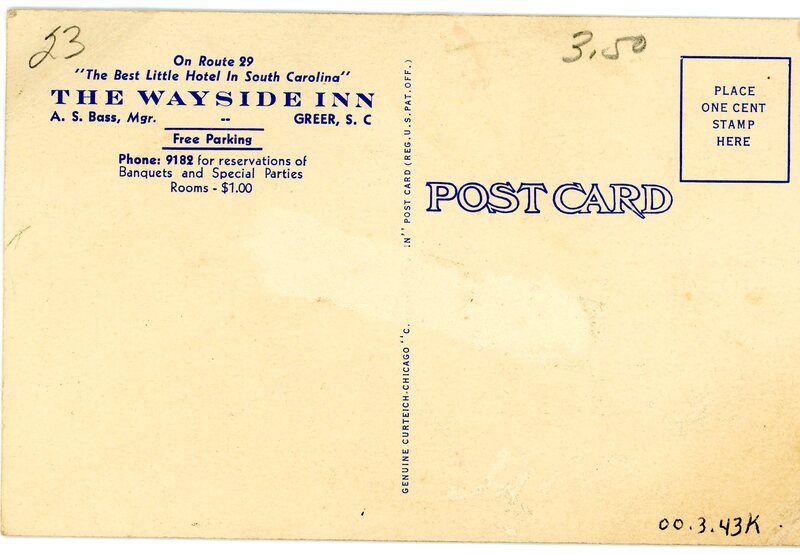 23
On Route 29
"The Best Little Hotel In South Carolina"
THE WAYSIDE INN
A. S. Bass, Mgr. -- GREER, S. C
Free Parking
Phone: 9182 for reservations of
Banquets and Special Parties
Rooms - $1.00
GENUINE CURTEICH-CHICAGO "C. IN" POST CARD (REG. U.S. PAT. OFF.)
3.50
POST CARD
PLACE
ONE CENT
STAMP
HERE
00.3.43K